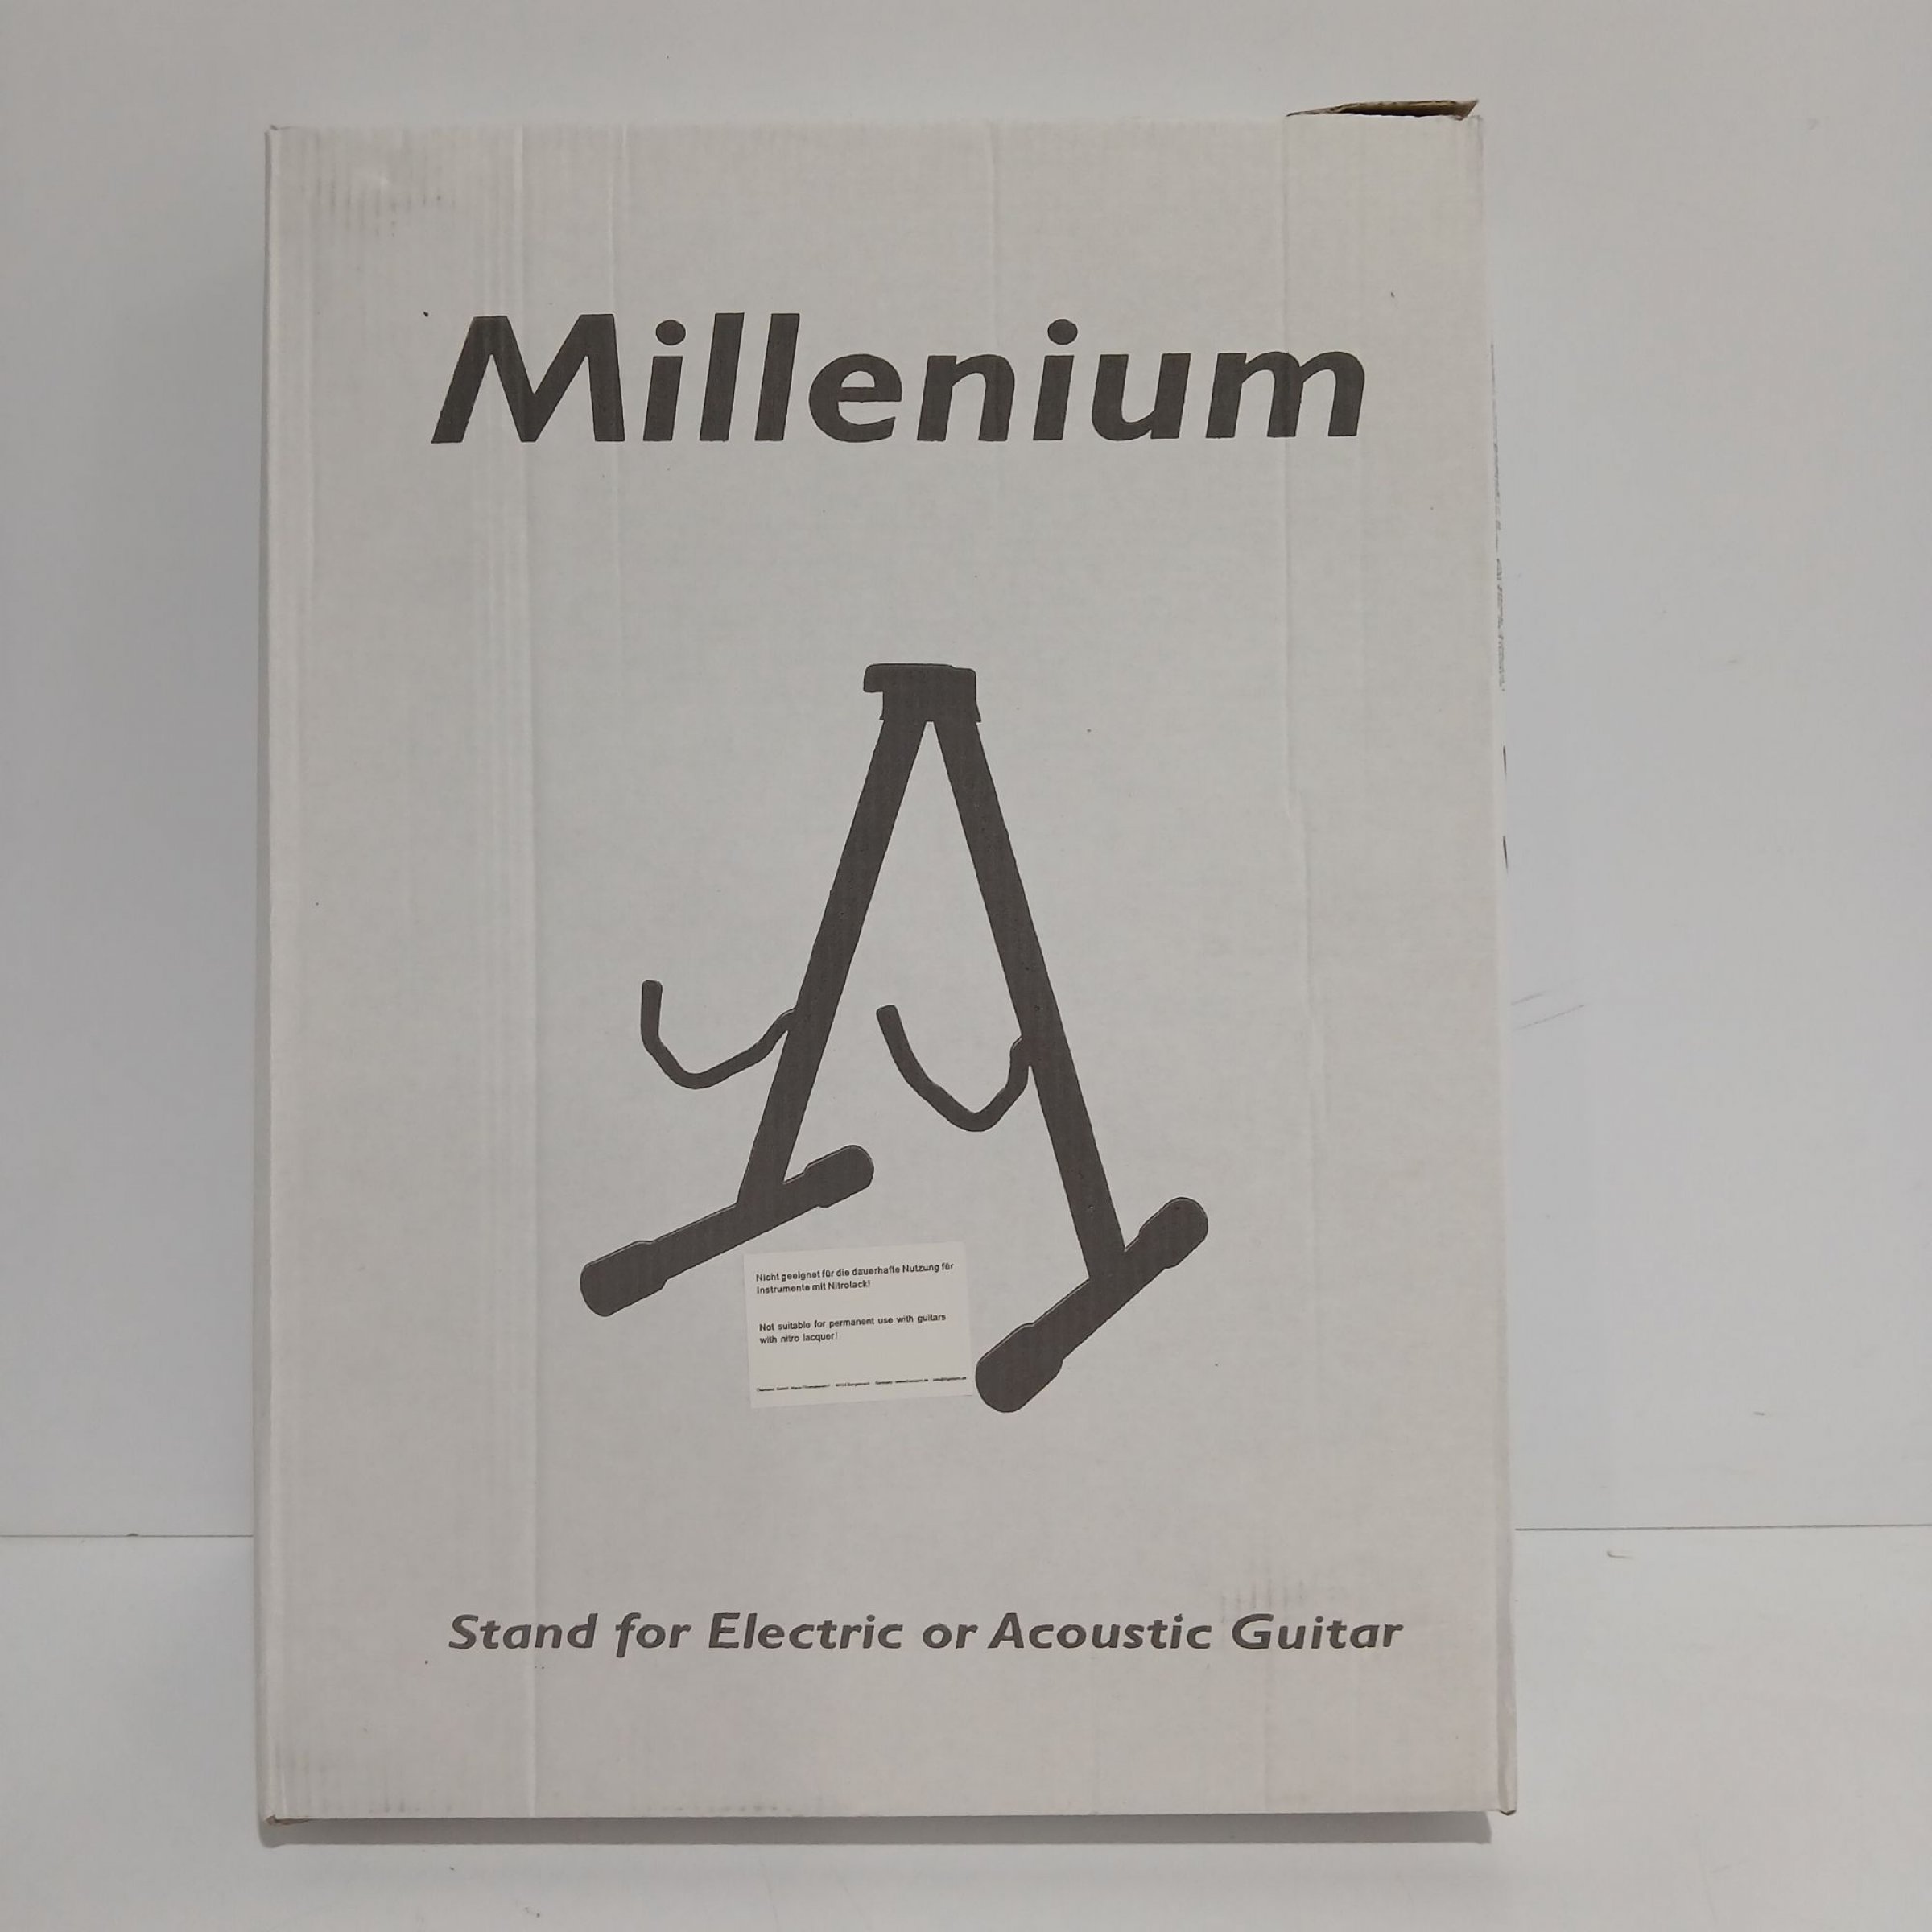 Millenium
Nicht geeignet für die dauerhafte Nutzung für
Instrumente mit Nitrolack!
Not suitable for permanent use with guitars
with nitro lacquer!
Stand for Electric or Acoustic Guitar